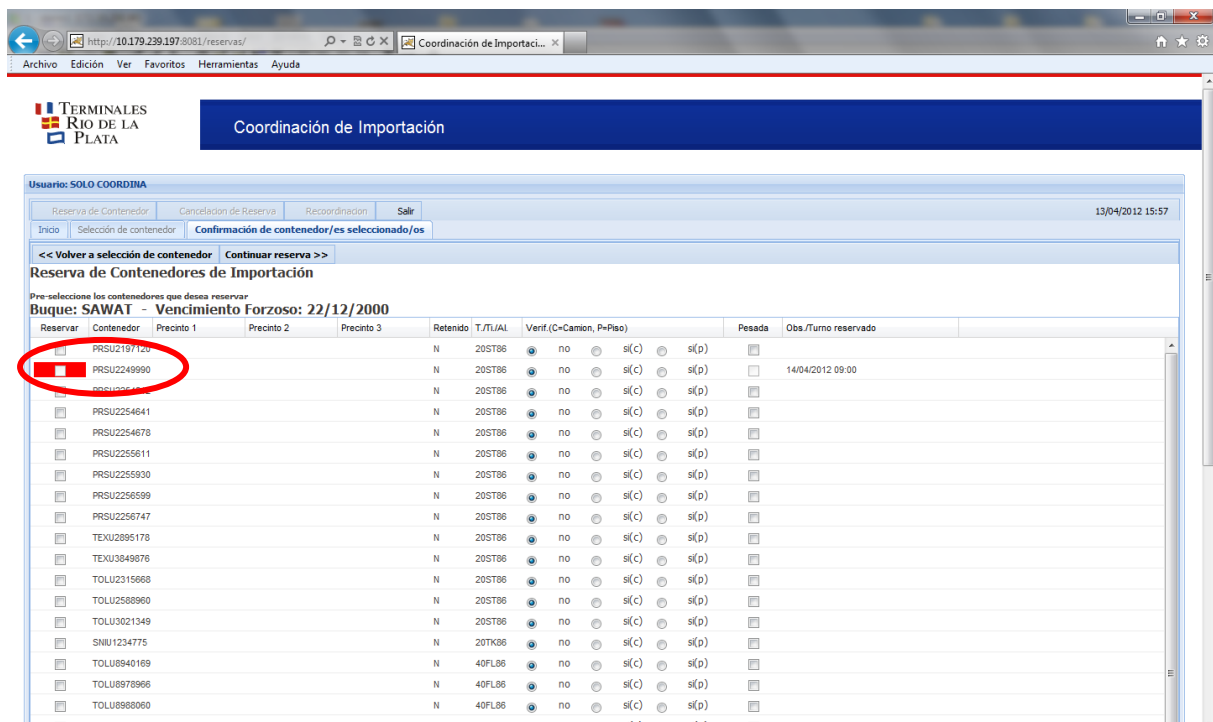 http://10.179.239.197:8081/reservas/
Coordinación de Importaci...
Archivo Edición Ver Favoritos Herramientas Ayuda
TERMINALES
RIO DE LA
PLATA
Coordinación de Importación
Usuario: SOLO COORDINA
Reserva de Contenedor Cancelacion de Reserva Recoordinacion Salir 13/04/2012 15:57
Inicio Selección de contenedor Confirmación de contenedor/es seleccionado/os
<< Volver a selección de contenedor Continuar reserva >>
Reserva de Contenedores de Importación
Pre-seleccione los contenedores que desea reservar
Buque: SAWAT - Vencimiento Forzoso: 22/12/2000
Reservar Contenedor Precinto 1 Precinto 2 Precinto 3 Retenido T./Ti./Al. Verif.(C=Camion, P=Piso) Pesada Obs./Turno reservado
PRSU2197120 N 20ST86 no si(c) si(p)
PRSU2249990 N 20ST86 no si(c) si(p) 14/04/2012 09:00
N 20ST86 no si(c) si(p)
PRSU2254641 N 20ST86 no si(c) si(p)
PRSU2254678 N 20ST86 no si(c) si(p)
PRSU2255611 N 20ST86 no si(c) si(p)
PRSU2255930 N 20ST86 no si(c) si(p)
PRSU2256599 N 20ST86 no si(c) si(p)
PRSU2256747 N 20ST86 no si(c) si(p)
TEXU2895178 N 20ST86 no si(c) si(p)
TEXU3849876 N 20ST86 no si(c) si(p)
TOLU2315668 N 20ST86 no si(c) si(p)
TOLU2588960 N 20ST86 no si(c) si(p)
TOLU3021349 N 20ST86 no si(c) si(p)
SNIU1234775 N 20TK86 no si(c) si(p)
TOLU8940169 N 40FL86 no si(c) si(p)
TOLU8978966 N 40FL86 no si(c) si(p)
TOLU8988060 N 40FL86 no si(c) si(p)